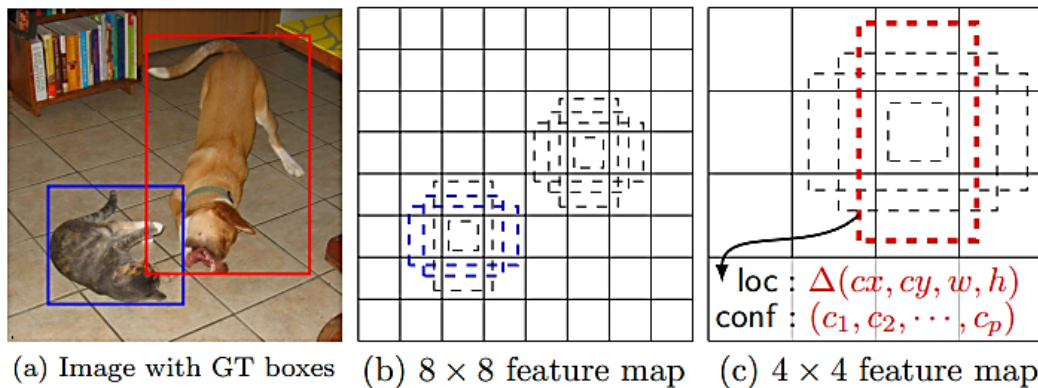 loc : Δ(cx, cy, w, h)
conf : (c₁, c₂, ⋯, cₚ)
(a) Image with GT boxes
(b) 8 × 8 feature map
(c) 4 × 4 feature map